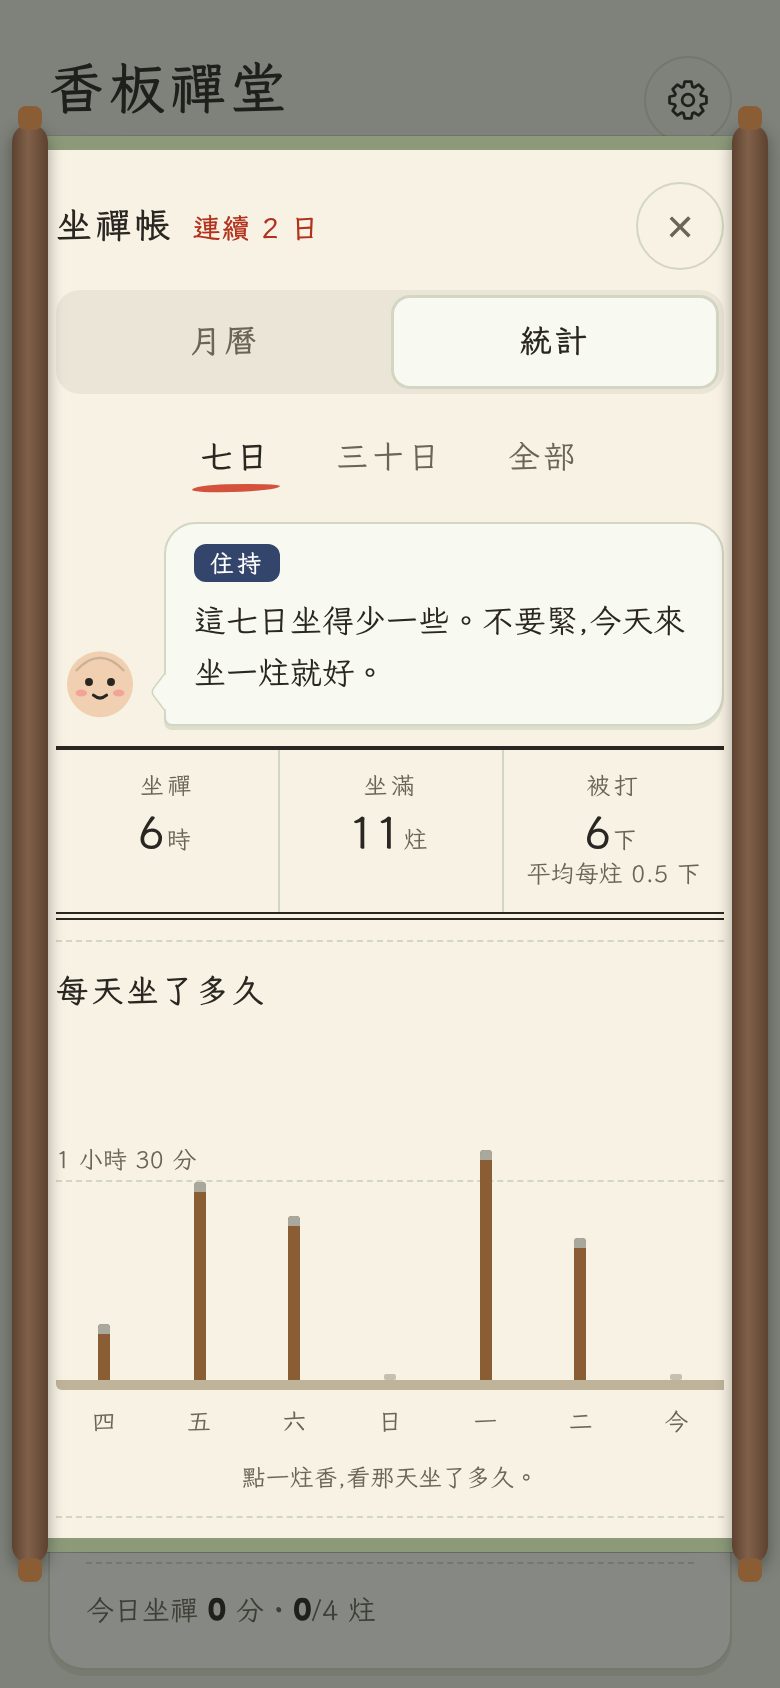 香板禪堂
坐禪帳 連續 2 日
月曆 統計
七日 三十日 全部
住持
這七日坐得少一些。不要緊,今天來
坐一炷就好。
坐禪 坐滿 被打
6時 11炷 6下
平均每炷 0.5 下
每天坐了多久
1 小時 30 分
四 五 六 日 一 二 今
點一炷香,看那天坐了多久。
今日坐禪 0 分・0/4 炷